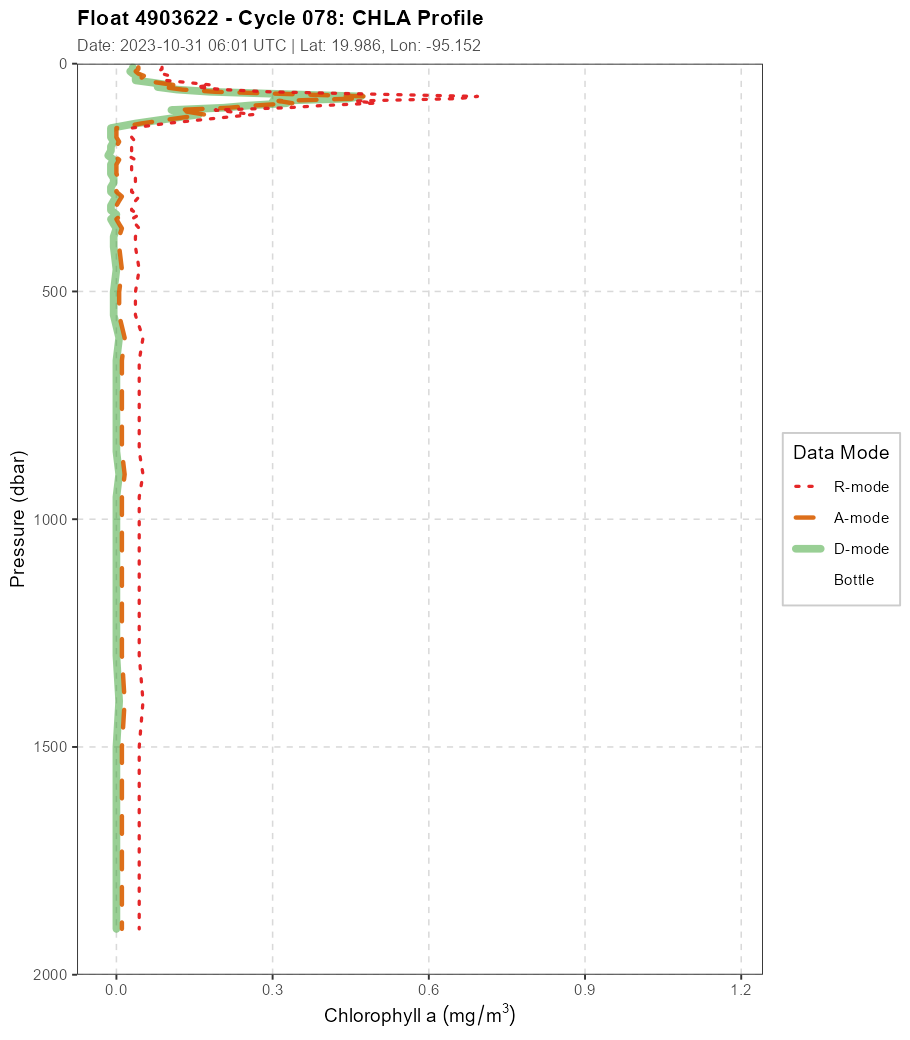 Float 4903622 - Cycle 078: CHLA Profile
Date: 2023-10-31 06:01 UTC | Lat: 19.986, Lon: -95.152
0
500
1000
1500
2000
Pressure (dbar)
0.0 0.3 0.6 0.9 1.2
Chlorophyll a (mg/m³)
Data Mode
R-mode
A-mode
D-mode
Bottle